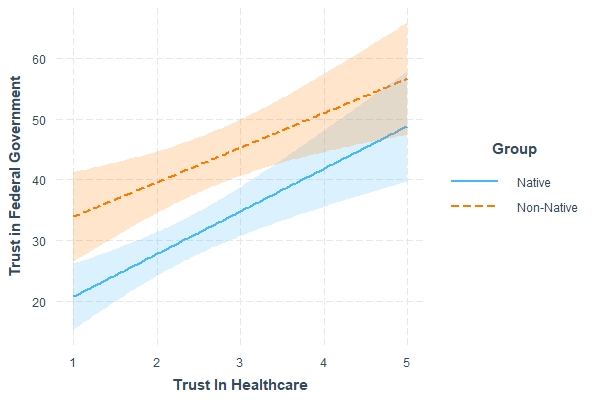 Trust in Federal Government
60
50
40
30
20
1 2 3 4 5
Trust In Healthcare
Group
Native
Non-Native